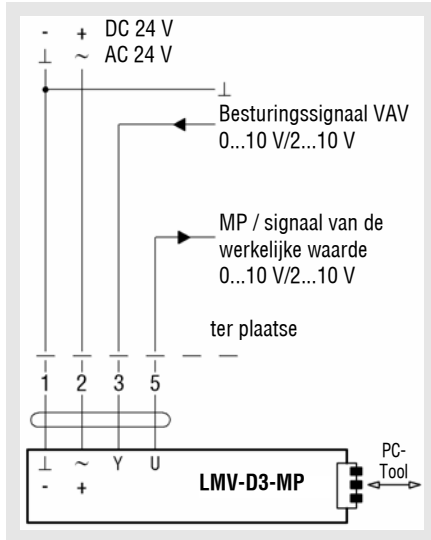 - + DC 24 V
⊥ ~ AC 24 V
⊥
Besturingssignaal VAV
0...10 V/2...10 V
MP / signaal van de
werkelijke waarde
0...10 V/2...10 V
ter plaatse
1 2 3 5
⊥ ~ Y U
- +
LMV-D3-MP
PC-
Tool